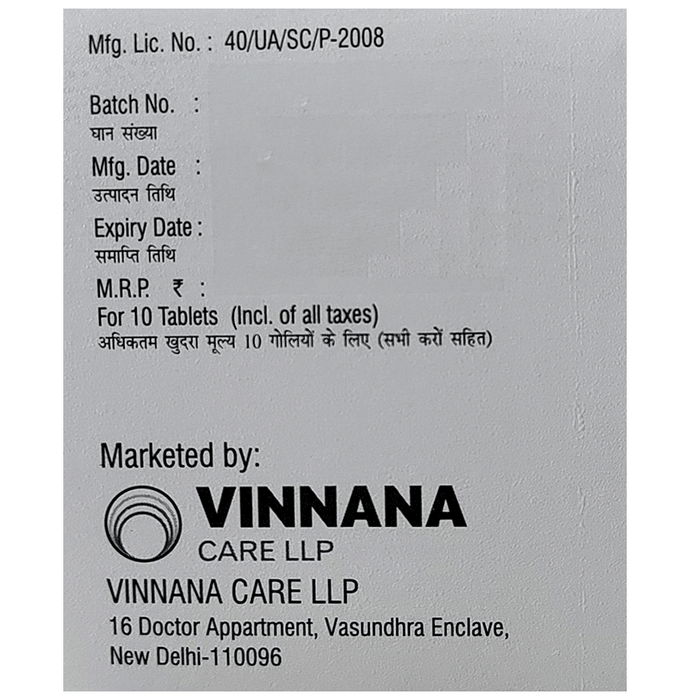 Mfg. Lic. No. : 40/UA/SC/P-2008
Batch No. :
घान संख्या
Mfg. Date :
उत्पादन तिथि
Expiry Date :
समाप्ति तिथि
M.R.P. ₹ :
For 10 Tablets (Incl. of all taxes)
अधिकतम खुदरा मूल्य 10 गोलियों के लिए (सभी करों सहित)
Marketed by:
VINNANA
CARE LLP
VINNANA CARE LLP
16 Doctor Appartment, Vasundhra Enclave,
New Delhi-110096